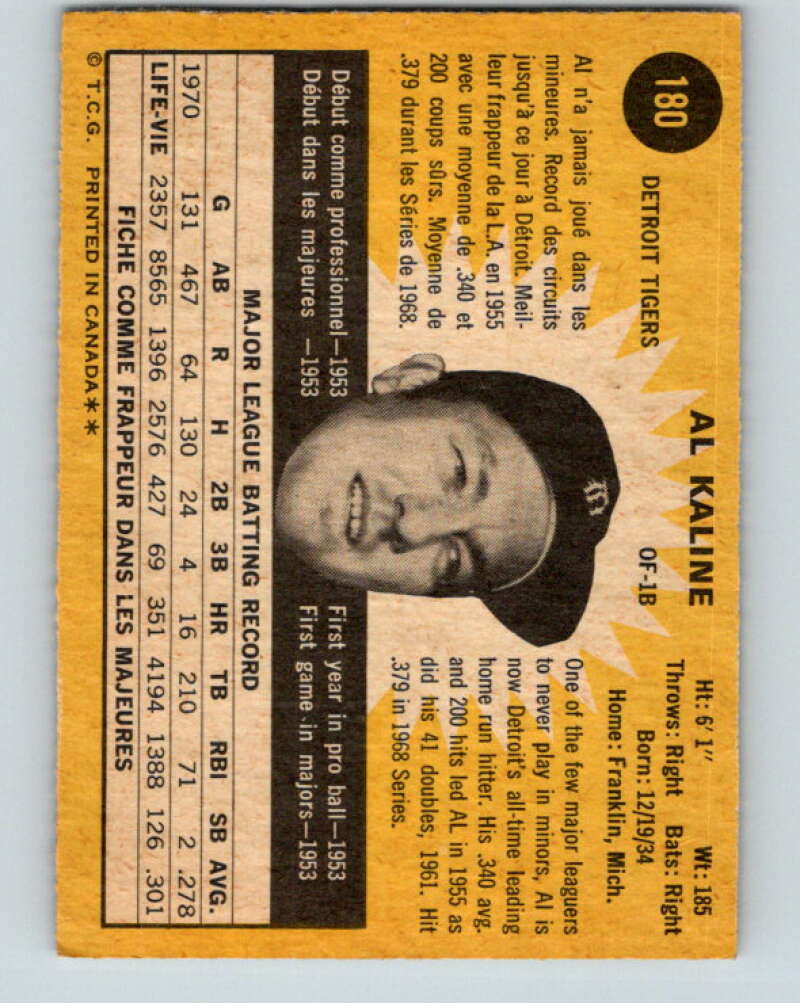 180
DETROIT TIGERS
AL KALINE
OF-1B
Ht: 6'1" Wt: 185
Throws: Right Bats: Right
Born: 12/19/34
Home: Franklin, Mich.
Al n'a jamais joué dans les
mineures. Record des circuits
jusqu'à ce jour à Détroit. Meil-
leur frappeur de la L.A. en 1955
avec une moyenne de .340 et
200 coups sûrs. Moyenne de
.379 durant les Séries de 1968.
One of the few major leaguers
to never play in minors, Al is
now Detroit's all-time leading
home run hitter. His .340 avg.
and 200 hits led AL in 1955 as
did his 41 doubles, 1961. Hit
.379 in 1968 Series.
Début comme professionnel—1953
Début dans les majeures —1953
First year in pro ball—1953
First game in majors—1953
MAJOR LEAGUE BATTING RECORD
G AB R H 2B 3B HR TB RBI SB AVG.
1970 131 467 64 130 24 4 16 210 71 2 .278
LIFE-VIE 2357 8565 1396 2576 427 69 351 4194 1388 126 .301
FICHE COMME FRAPPEUR DANS LES MAJEURES
© T.C.G. PRINTED IN CANADA**